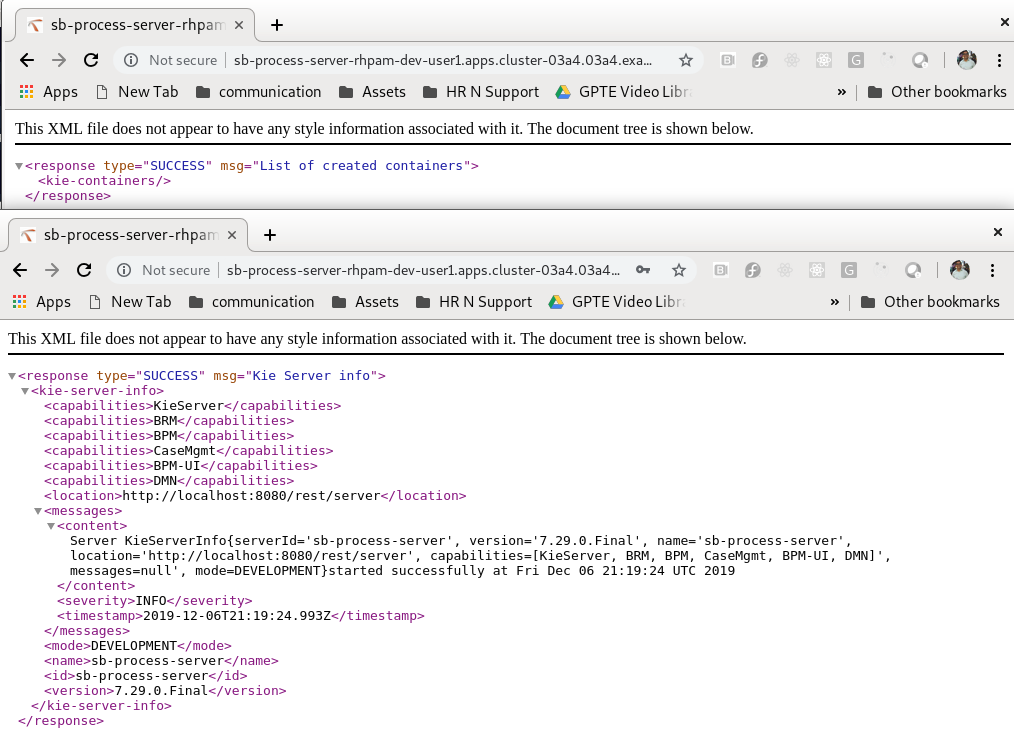 sb-process-server-rhpam
Not secure sb-process-server-rhpam-dev-user1.apps.cluster-03a4.03a4.exa...
Apps New Tab communication Assets HR N Support GPTE Video Libr » Other bookmarks
This XML file does not appear to have any style information associated with it. The document tree is shown below.
<response type="SUCCESS" msg="List of created containers">
<kie-containers/>
</response>
sb-process-server-rhpam
Not secure sb-process-server-rhpam-dev-user1.apps.cluster-03a4.03a4...
Apps New Tab communication Assets HR N Support GPTE Video Libr » Other bookmarks
This XML file does not appear to have any style information associated with it. The document tree is shown below.
<response type="SUCCESS" msg="Kie Server info">
<kie-server-info>
<capabilities>KieServer</capabilities>
<capabilities>BRM</capabilities>
<capabilities>BPM</capabilities>
<capabilities>CaseMgmt</capabilities>
<capabilities>BPM-UI</capabilities>
<capabilities>DMN</capabilities>
<location>http://localhost:8080/rest/server</location>
<messages>
<content>
Server KieServerInfo{serverId='sb-process-server', version='7.29.0.Final', name='sb-process-server',
location='http://localhost:8080/rest/server', capabilities=[KieServer, BRM, BPM, CaseMgmt, BPM-UI, DMN]',
messages=null', mode=DEVELOPMENT}started successfully at Fri Dec 06 21:19:24 UTC 2019
</content>
<severity>INFO</severity>
<timestamp>2019-12-06T21:19:24.993Z</timestamp>
</messages>
<mode>DEVELOPMENT</mode>
<name>sb-process-server</name>
<id>sb-process-server</id>
<version>7.29.0.Final</version>
</kie-server-info>
</response>